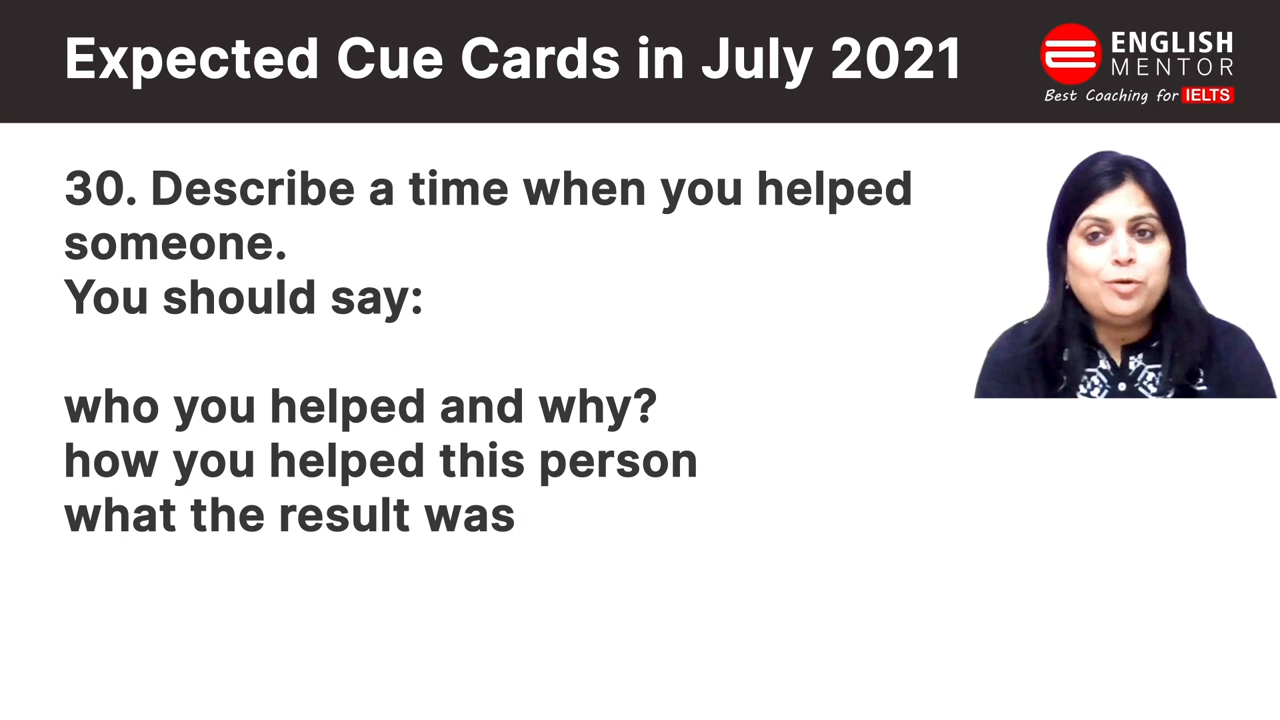 Expected Cue Cards in July 2021
ENGLISH
MENTOR
Best Coaching for IELTS
30. Describe a time when you helped
someone.
You should say:
who you helped and why?
how you helped this person
what the result was